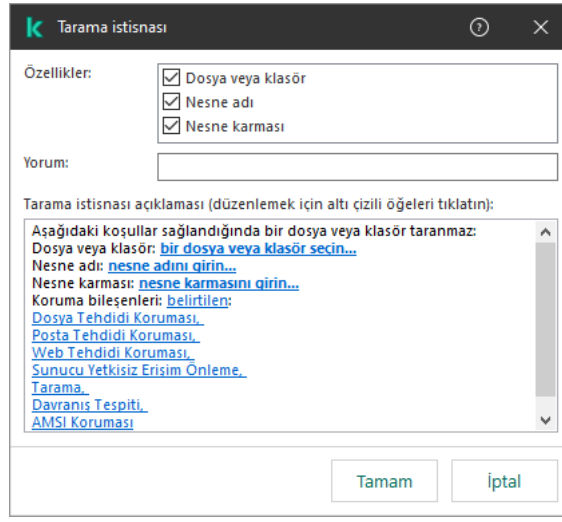 Tarama istisnası
Özellikler:
Dosya veya klasör
Nesne adı
Nesne karması
Yorum:
Tarama istisnası açıklaması (düzenlemek için altı çizili öğeleri tıklatın):
Aşağıdaki koşullar sağlandığında bir dosya veya klasör taranmaz:
Dosya veya klasör: bir dosya veya klasör seçin...
Nesne adı: nesne adını girin...
Nesne karması: nesne karmasını girin...
Koruma bileşenleri: belirtilen:
Dosya Tehdidi Koruması,
Posta Tehdidi Koruması,
Web Tehdidi Koruması,
Sunucu Yetkisiz Erişim Önleme,
Tarama,
Davranış Tespiti,
AMSI Koruması
Tamam
İptal